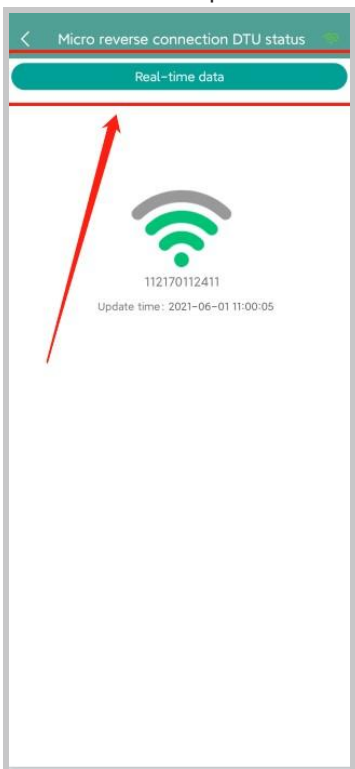 Micro reverse connection DTU status
Real-time data
112170112411
Update time: 2021-06-01 11:00:05